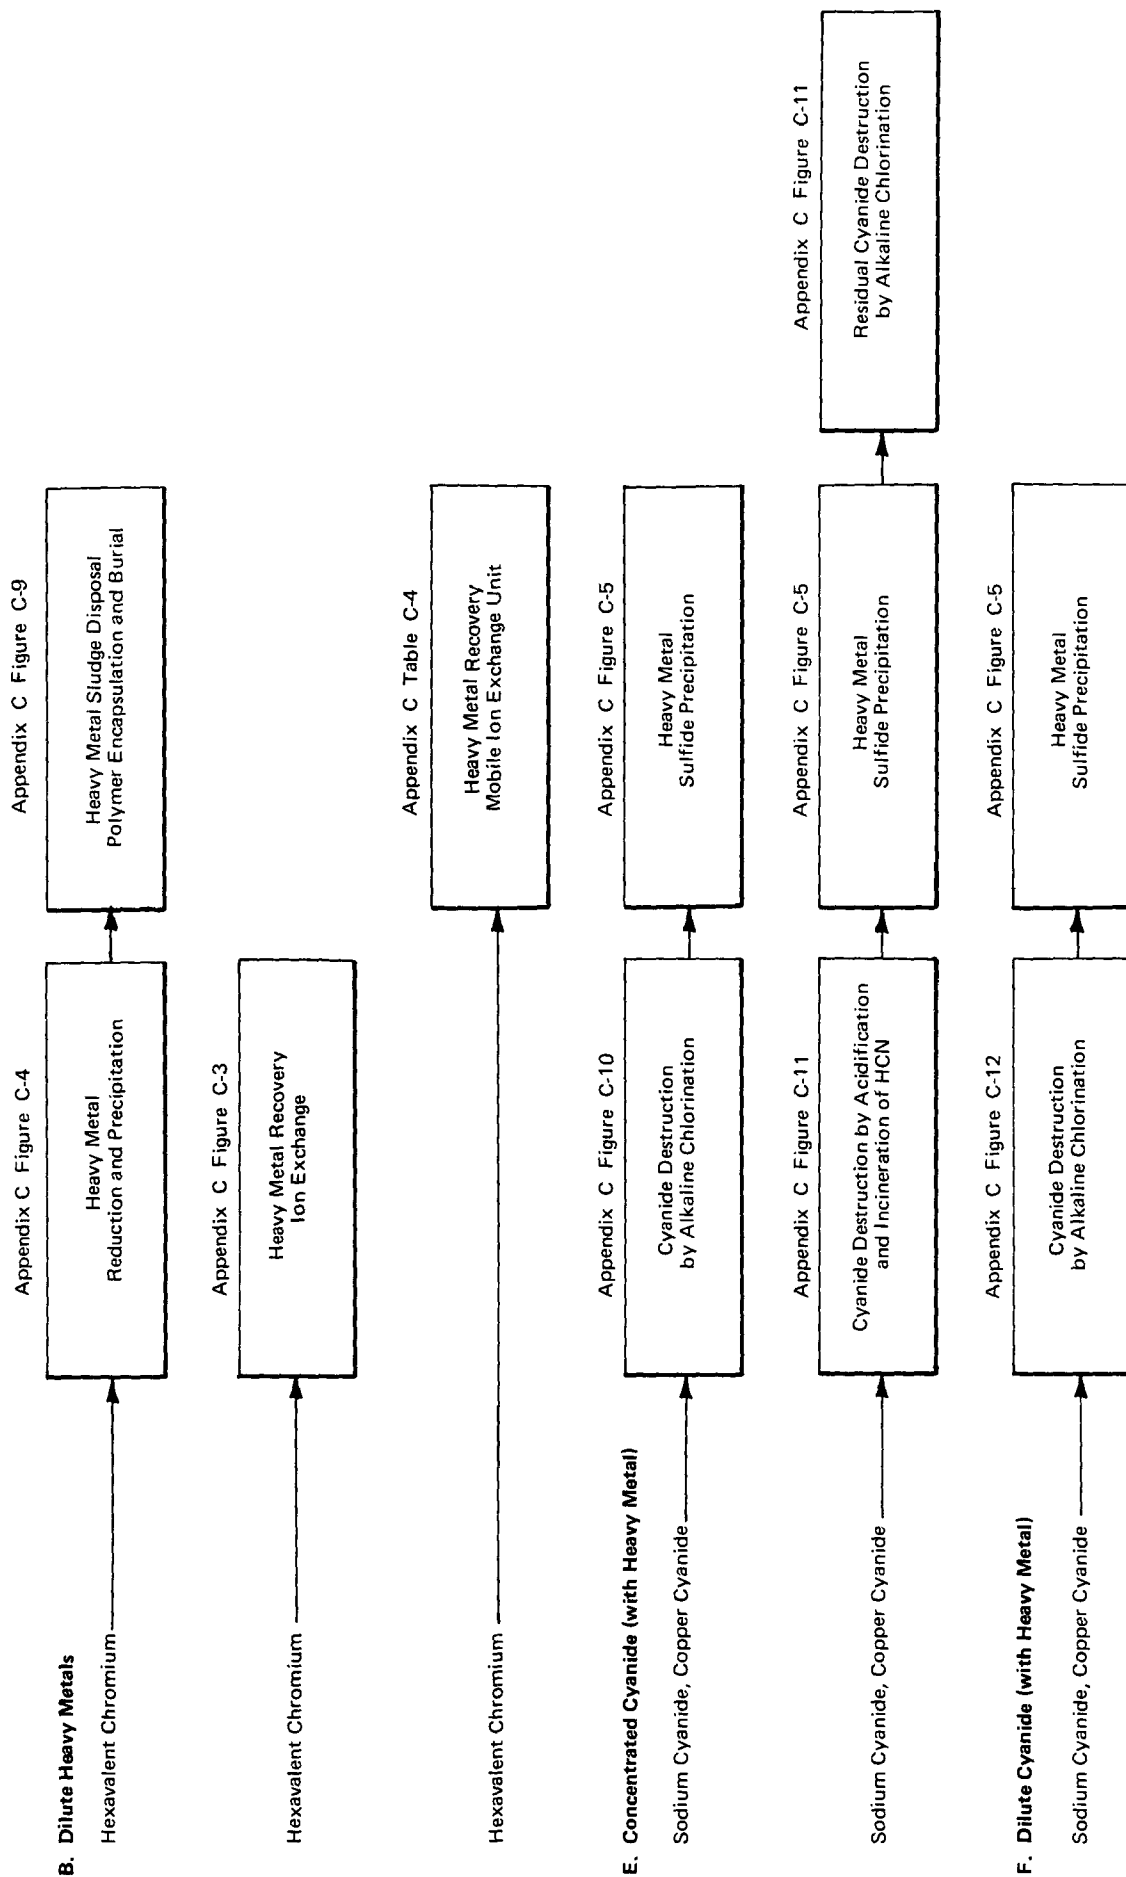 B. Dilute Heavy Metals
Appendix C Figure C-4
Appendix C Figure C-9
Hexavalent Chromium
Heavy Metal
Reduction and Precipitation
Heavy Metal Sludge Disposal
Polymer Encapsulation and Burial
Appendix C Figure C-3
Hexavalent Chromium
Heavy Metal Recovery
Ion Exchange
Appendix C Table C-4
Hexavalent Chromium
Heavy Metal Recovery
Mobile Ion Exchange Unit
E. Concentrated Cyanide (with Heavy Metal)
Appendix C Figure C-10
Appendix C Figure C-5
Sodium Cyanide, Copper Cyanide
Cyanide Destruction
by Alkaline Chlorination
Heavy Metal
Sulfide Precipitation
Appendix C Figure C-11
Appendix C Figure C-5
Appendix C Figure C-11
Sodium Cyanide, Copper Cyanide
Cyanide Destruction by Acidification
and Incineration of HCN
Heavy Metal
Sulfide Precipitation
Residual Cyanide Destruction
by Alkaline Chlorination
F. Dilute Cyanide (with Heavy Metal)
Appendix C Figure C-12
Appendix C Figure C-5
Sodium Cyanide, Copper Cyanide
Cyanide Destruction
by Alkaline Chlorination
Heavy Metal
Sulfide Precipitation